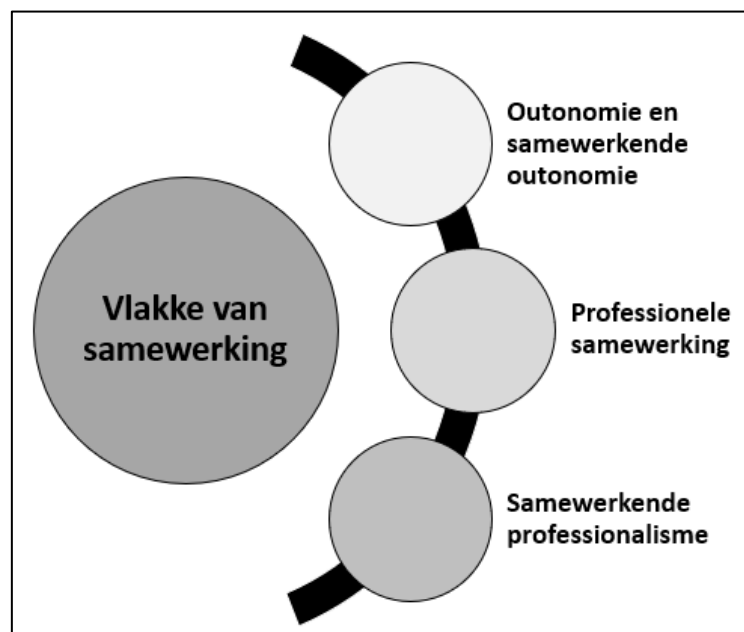 Vlakke van
samewerking
Outonomie en
samewerkende
outonomie
Professionele
samewerking
Samewerkende
professionalisme